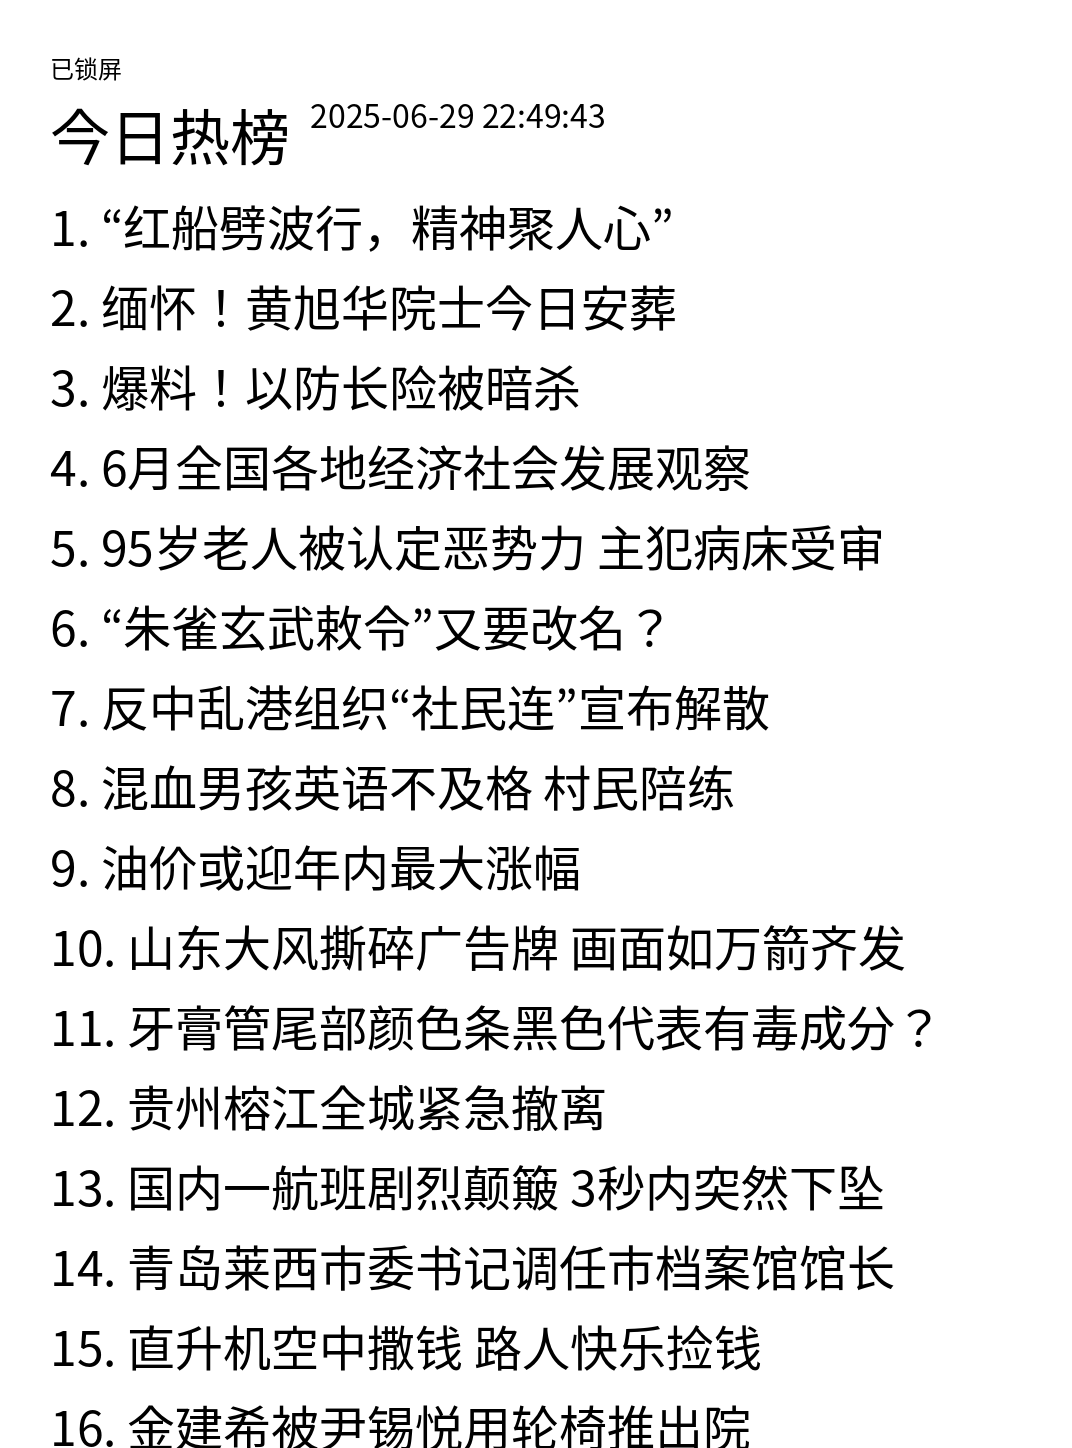 已锁屏
今日热榜 2025-06-29 22:49:43
1. “红船劈波行，精神聚人心”
2. 缅怀！黄旭华院士今日安葬
3. 爆料！以防长险被暗杀
4. 6月全国各地经济社会发展观察
5. 95岁老人被认定恶势力 主犯病床受审
6. “朱雀玄武敕令”又要改名？
7. 反中乱港组织“社民连”宣布解散
8. 混血男孩英语不及格 村民陪练
9. 油价或迎年内最大涨幅
10. 山东大风撕碎广告牌 画面如万箭齐发
11. 牙膏管尾部颜色条黑色代表有毒成分？
12. 贵州榕江全城紧急撤离
13. 国内一航班剧烈颠簸 3秒内突然下坠
14. 青岛莱西市委书记调任市档案馆馆长
15. 直升机空中撒钱 路人快乐捡钱
16. 金建希被尹锡悦用轮椅推出院